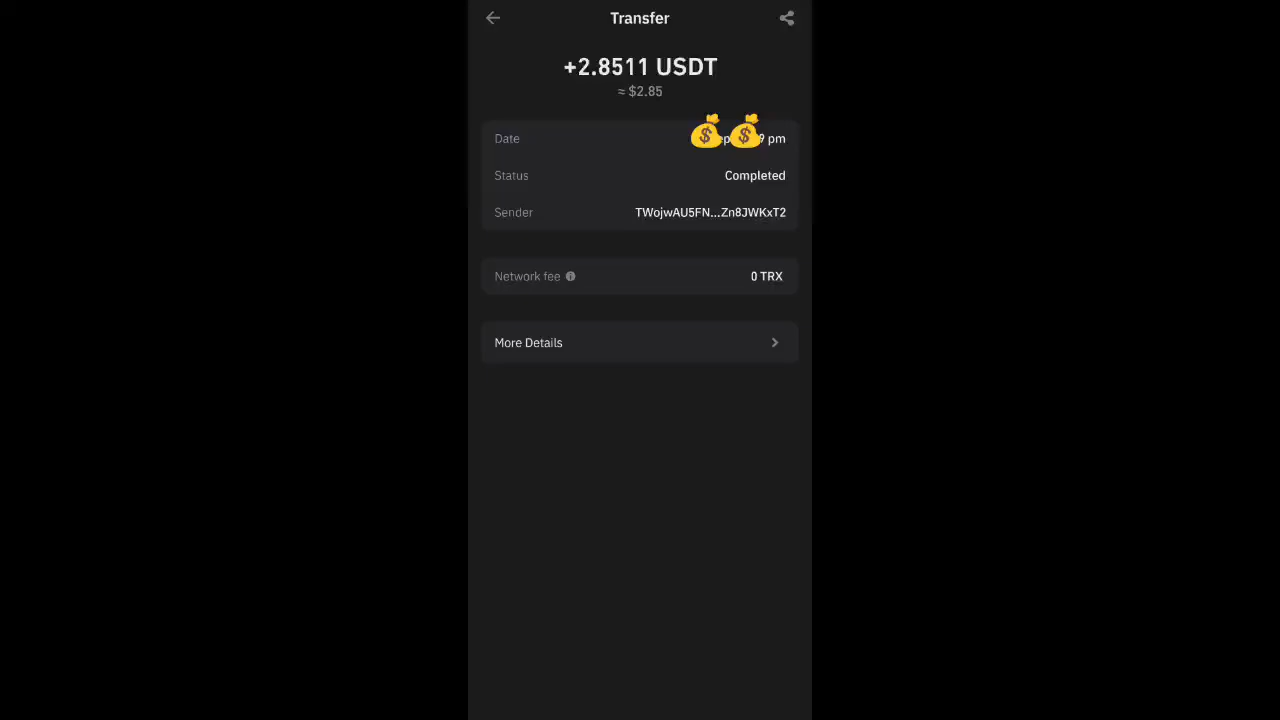 Transfer
+2.8511 USDT
≈ $2.85
Date pm
Status Completed
Sender TWojwAU5FN...Zn8JWKxT2
Network fee 0 TRX
More Details